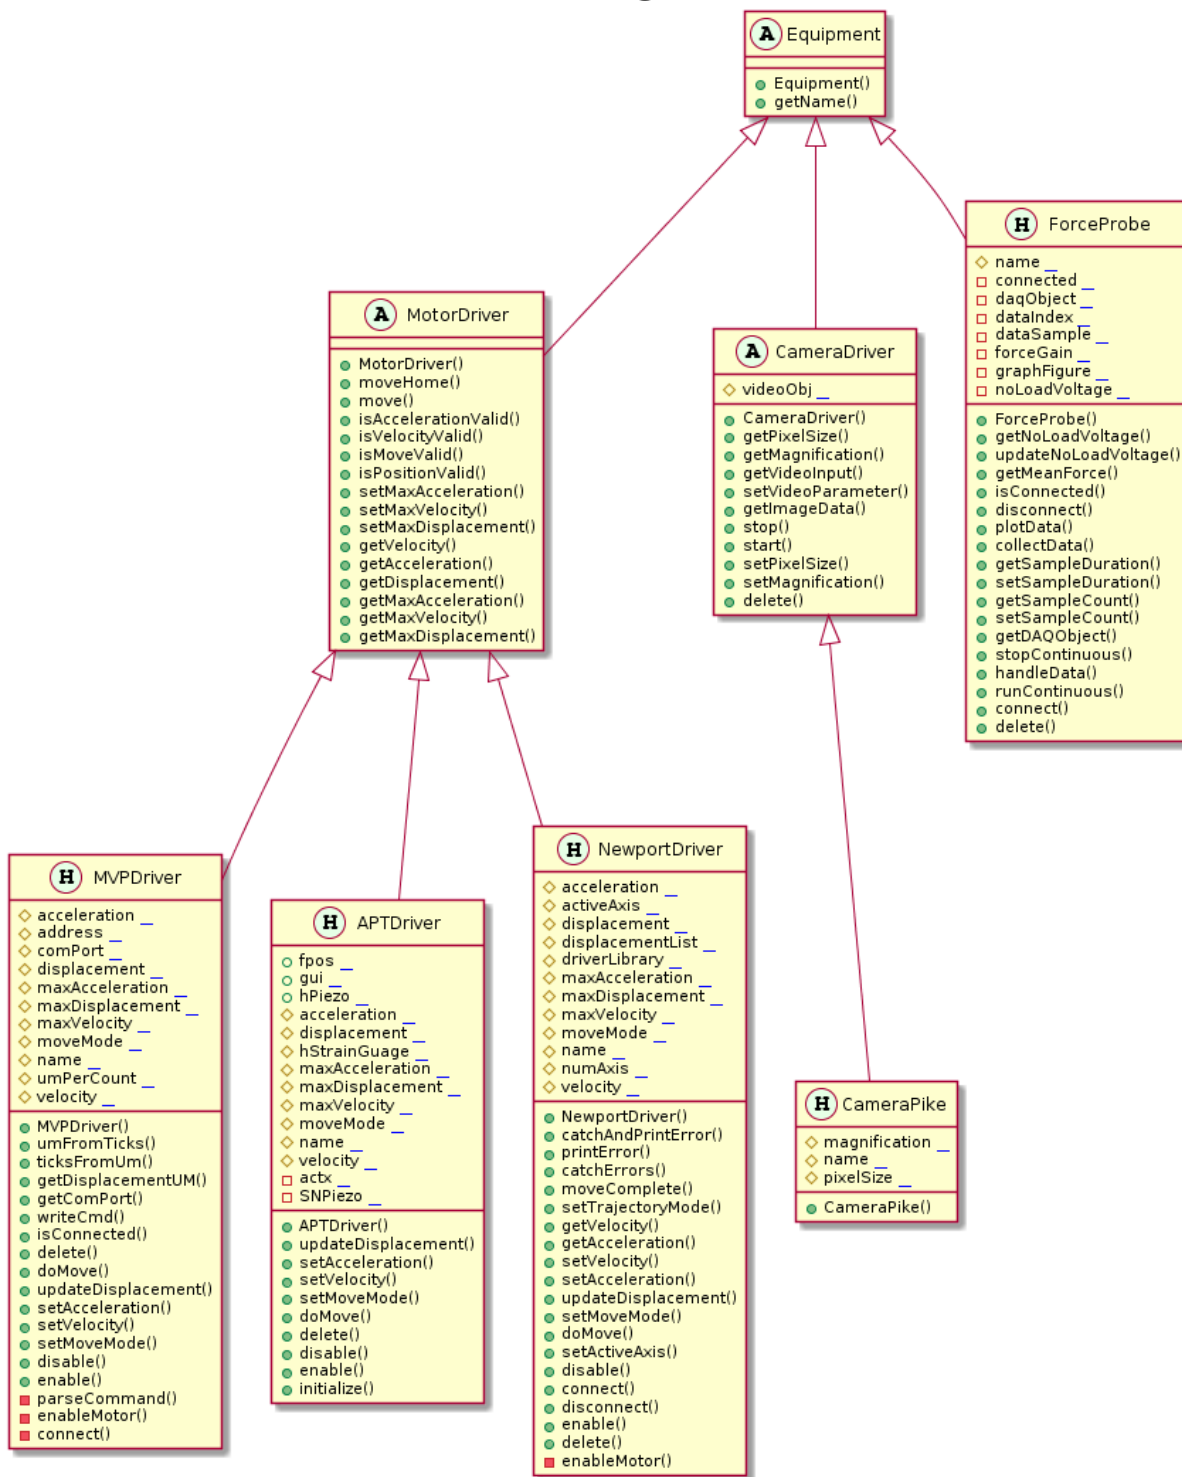 A Equipment
Equipment()
getName()
H ForceProbe
name _
connected _
daqObject _
dataIndex _
dataSample _
forceGain _
graphFigure _
noLoadVoltage _
ForceProbe()
getNoLoadVoltage()
updateNoLoadVoltage()
getMeanForce()
isConnected()
disconnect()
plotData()
collectData()
getSampleDuration()
setSampleDuration()
getSampleCount()
setSampleCount()
getDAQObject()
stopContinuous()
handleData()
runContinuous()
connect()
delete()
A MotorDriver
MotorDriver()
moveHome()
move()
isAccelerationValid()
isVelocityValid()
isMoveValid()
isPositionValid()
setMaxAcceleration()
setMaxVelocity()
setMaxDisplacement()
getVelocity()
getAcceleration()
getDisplacement()
getMaxAcceleration()
getMaxVelocity()
getMaxDisplacement()
A CameraDriver
videoObj _
CameraDriver()
getPixelSize()
getMagnification()
getVideoInput()
setVideoParameter()
getImageData()
stop()
start()
setPixelSize()
setMagnification()
delete()
H MVPDriver
acceleration _
address _
comPort _
displacement _
maxAcceleration _
maxDisplacement _
maxVelocity _
moveMode _
name _
umPerCount _
velocity _
MVPDriver()
umFromTicks()
ticksFromUm()
getDisplacementUM()
getComPort()
writeCmd()
isConnected()
delete()
doMove()
updateDisplacement()
setAcceleration()
setVelocity()
setMoveMode()
disable()
enable()
parseCommand()
enableMotor()
connect()
H APTDriver
fpos _
gui _
hPiezo _
acceleration _
displacement _
hStrainGuage _
maxAcceleration _
maxDisplacement _
maxVelocity _
moveMode _
name _
velocity _
actx _
SNPiezo _
APTDriver()
updateDisplacement()
setAcceleration()
setVelocity()
setMoveMode()
doMove()
delete()
disable()
enable()
initialize()
H NewportDriver
acceleration _
activeAxis _
displacement _
displacementList _
driverLibrary _
maxAcceleration _
maxDisplacement _
maxVelocity _
moveMode _
name _
numAxis _
velocity _
NewportDriver()
catchAndPrintError()
printError()
catchErrors()
moveComplete()
setTrajectoryMode()
getVelocity()
getAcceleration()
setVelocity()
setAcceleration()
updateDisplacement()
setMoveMode()
doMove()
setActiveAxis()
disable()
connect()
disconnect()
enable()
delete()
enableMotor()
H CameraPike
magnification _
name _
pixelSize _
CameraPike()